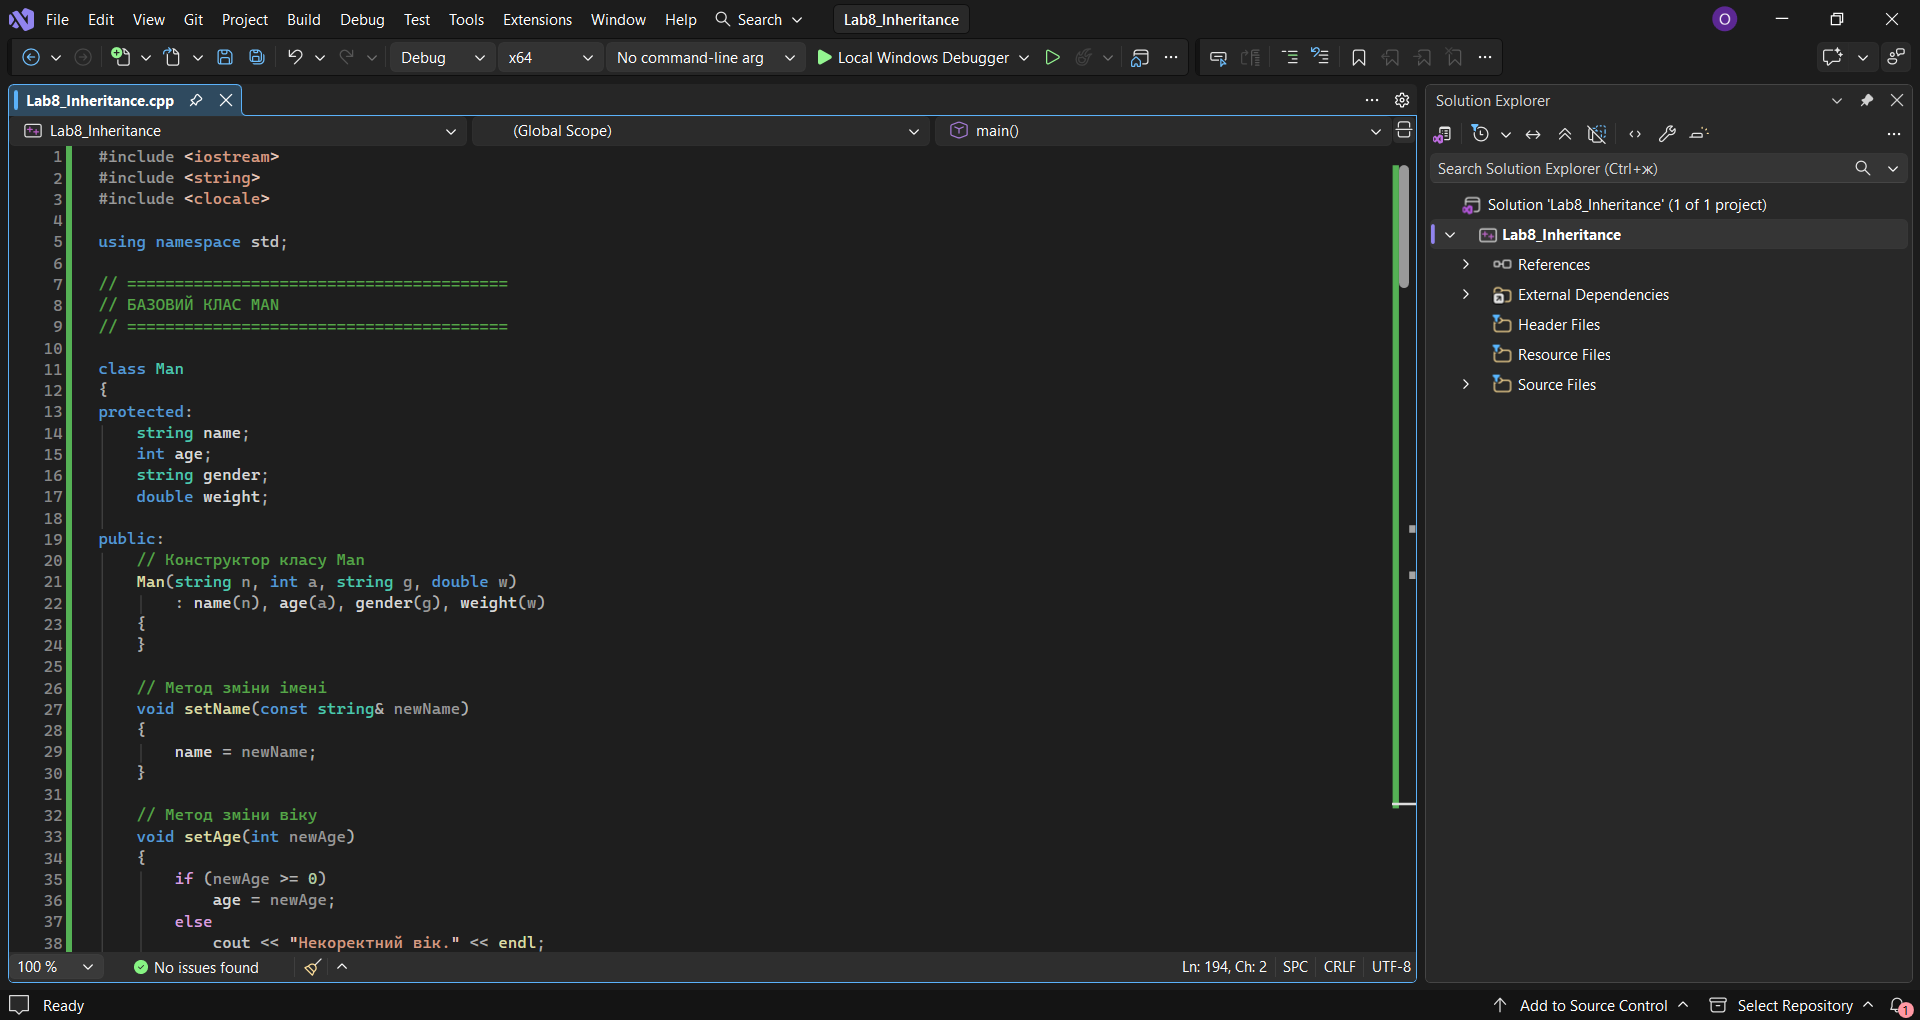 File Edit View Git Project Build Debug Test Tools Extensions Window Help Search Lab8_Inheritance O
Debug x64 No command-line arg Local Windows Debugger
Lab8_Inheritance.cpp
Lab8_Inheritance (Global Scope) main()
1 #include <iostream>
2 #include <string>
3 #include <clocale>
4
5 using namespace std;
6
7 // ========================================
8 // БАЗОВИЙ КЛАС MAN
9 // ========================================
10
11 class Man
12 {
13 protected:
14 string name;
15 int age;
16 string gender;
17 double weight;
18
19 public:
20 // Конструктор класу Man
21 Man(string n, int a, string g, double w)
22 : name(n), age(a), gender(g), weight(w)
23 {
24 }
25
26 // Метод зміни імені
27 void setName(const string& newName)
28 {
29 name = newName;
30 }
31
32 // Метод зміни віку
33 void setAge(int newAge)
34 {
35 if (newAge >= 0)
36 age = newAge;
37 else
38 cout << "Некоректний вік." << endl;
100 % No issues found Ln: 194, Ch: 2 SPC CRLF UTF-8
Solution Explorer
Search Solution Explorer (Ctrl+ж)
Solution 'Lab8_Inheritance' (1 of 1 project)
Lab8_Inheritance
References
External Dependencies
Header Files
Resource Files
Source Files
Ready Add to Source Control Select Repository 1